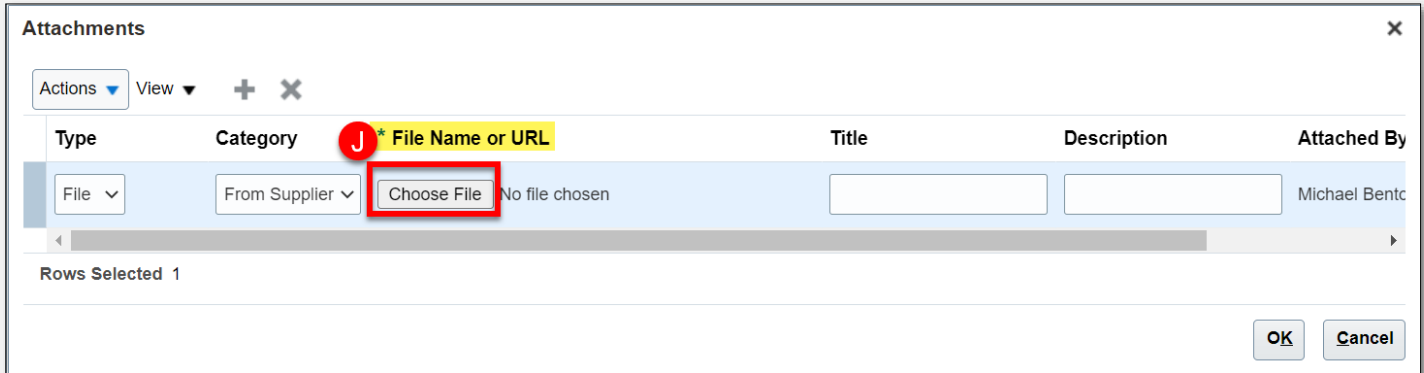 Attachments
Actions View
Type Category J * File Name or URL Title Description Attached By
File From Supplier Choose File No file chosen Michael Bento
Rows Selected 1
OK Cancel